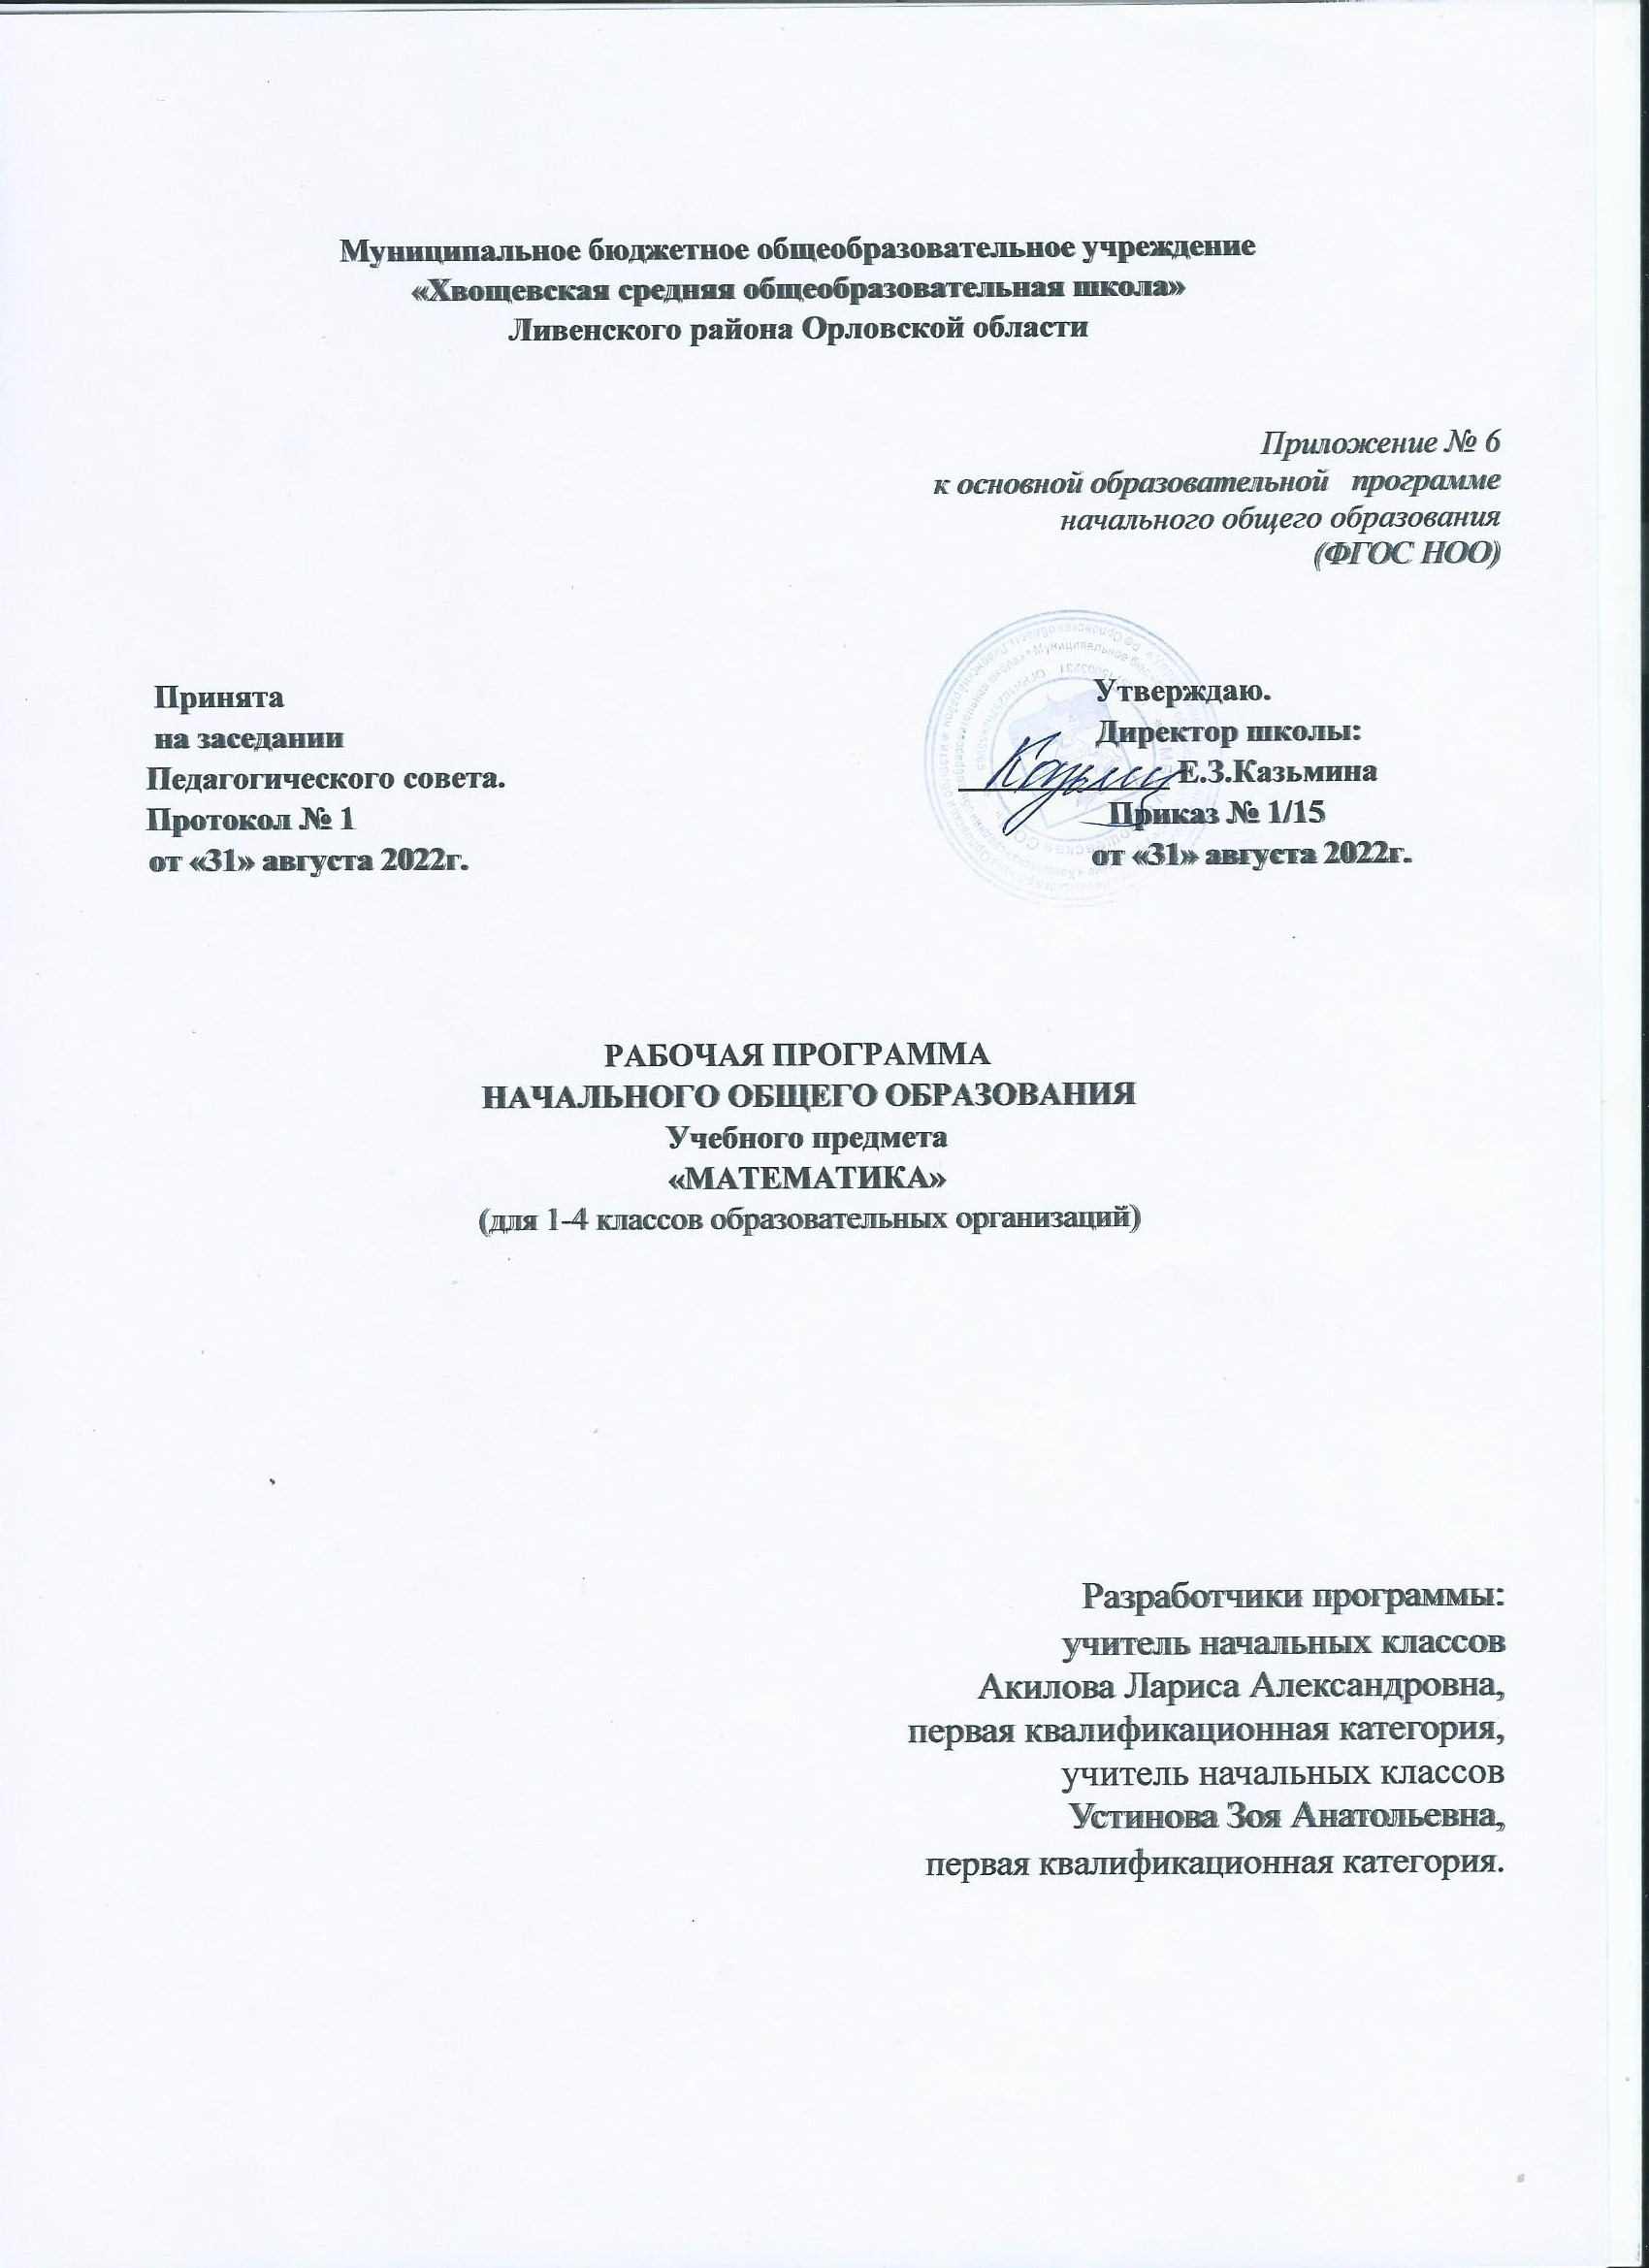 Муниципальное бюджетное общеобразовательное учреждение
«Хвощевская средняя общеобразовательная школа»
Ливенского района Орловской области
Приложение № 6
к основной образовательной программе
начального общего образования
(ФГОС НОО)
Принята
на заседании
Педагогического совета.
Протокол № 1
от «31» августа 2022г.
Утверждаю.
Директор школы:
Е.З.Казьмина
Приказ № 1/15
от «31» августа 2022г.
РАБОЧАЯ ПРОГРАММА
НАЧАЛЬНОГО ОБЩЕГО ОБРАЗОВАНИЯ
Учебного предмета
«МАТЕМАТИКА»
(для 1-4 классов образовательных организаций)
Разработчики программы:
учитель начальных классов
Акилова Лариса Александровна,
первая квалификационная категория,
учитель начальных классов
Устинова Зоя Анатольевна,
первая квалификационная категория.